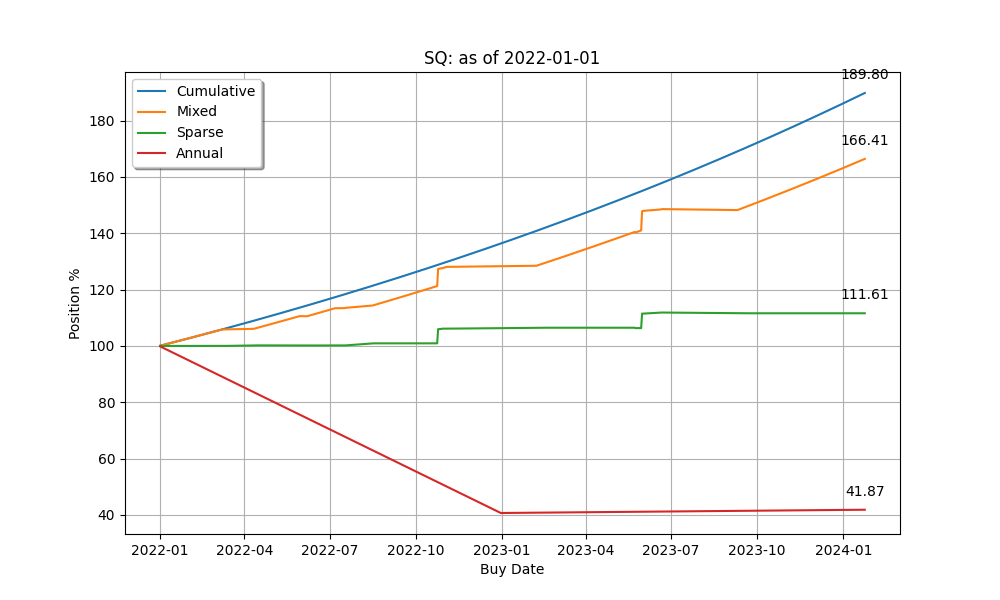 SQ: as of 2022-01-01
Cumulative
Mixed
Sparse
Annual
189.80
166.41
111.61
41.87
Position %
180
160
140
120
100
80
60
40
2022-01 2022-04 2022-07 2022-10 2023-01 2023-04 2023-07 2023-10 2024-01
Buy Date